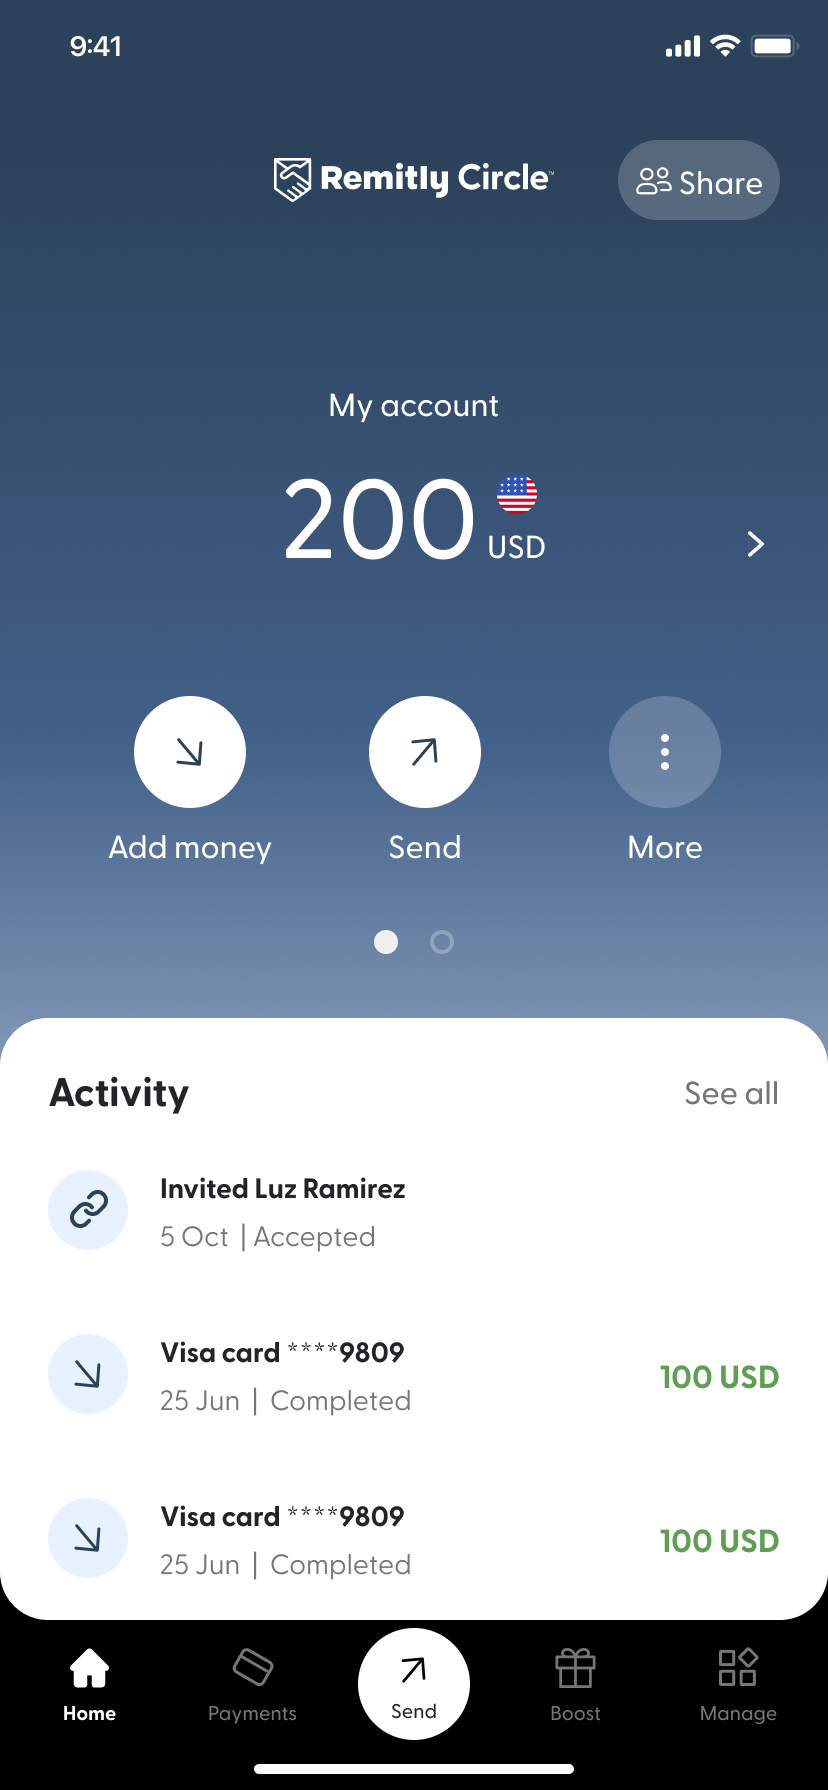 9:41
Remitly Circle™
Share
My account
200
USD
Add money
Send
More
Activity
See all
Invited Luz Ramirez
5 Oct | Accepted
Visa card ****9809
100 USD
25 Jun | Completed
Visa card ****9809
100 USD
25 Jun | Completed
Home
Payments
Send
Boost
Manage